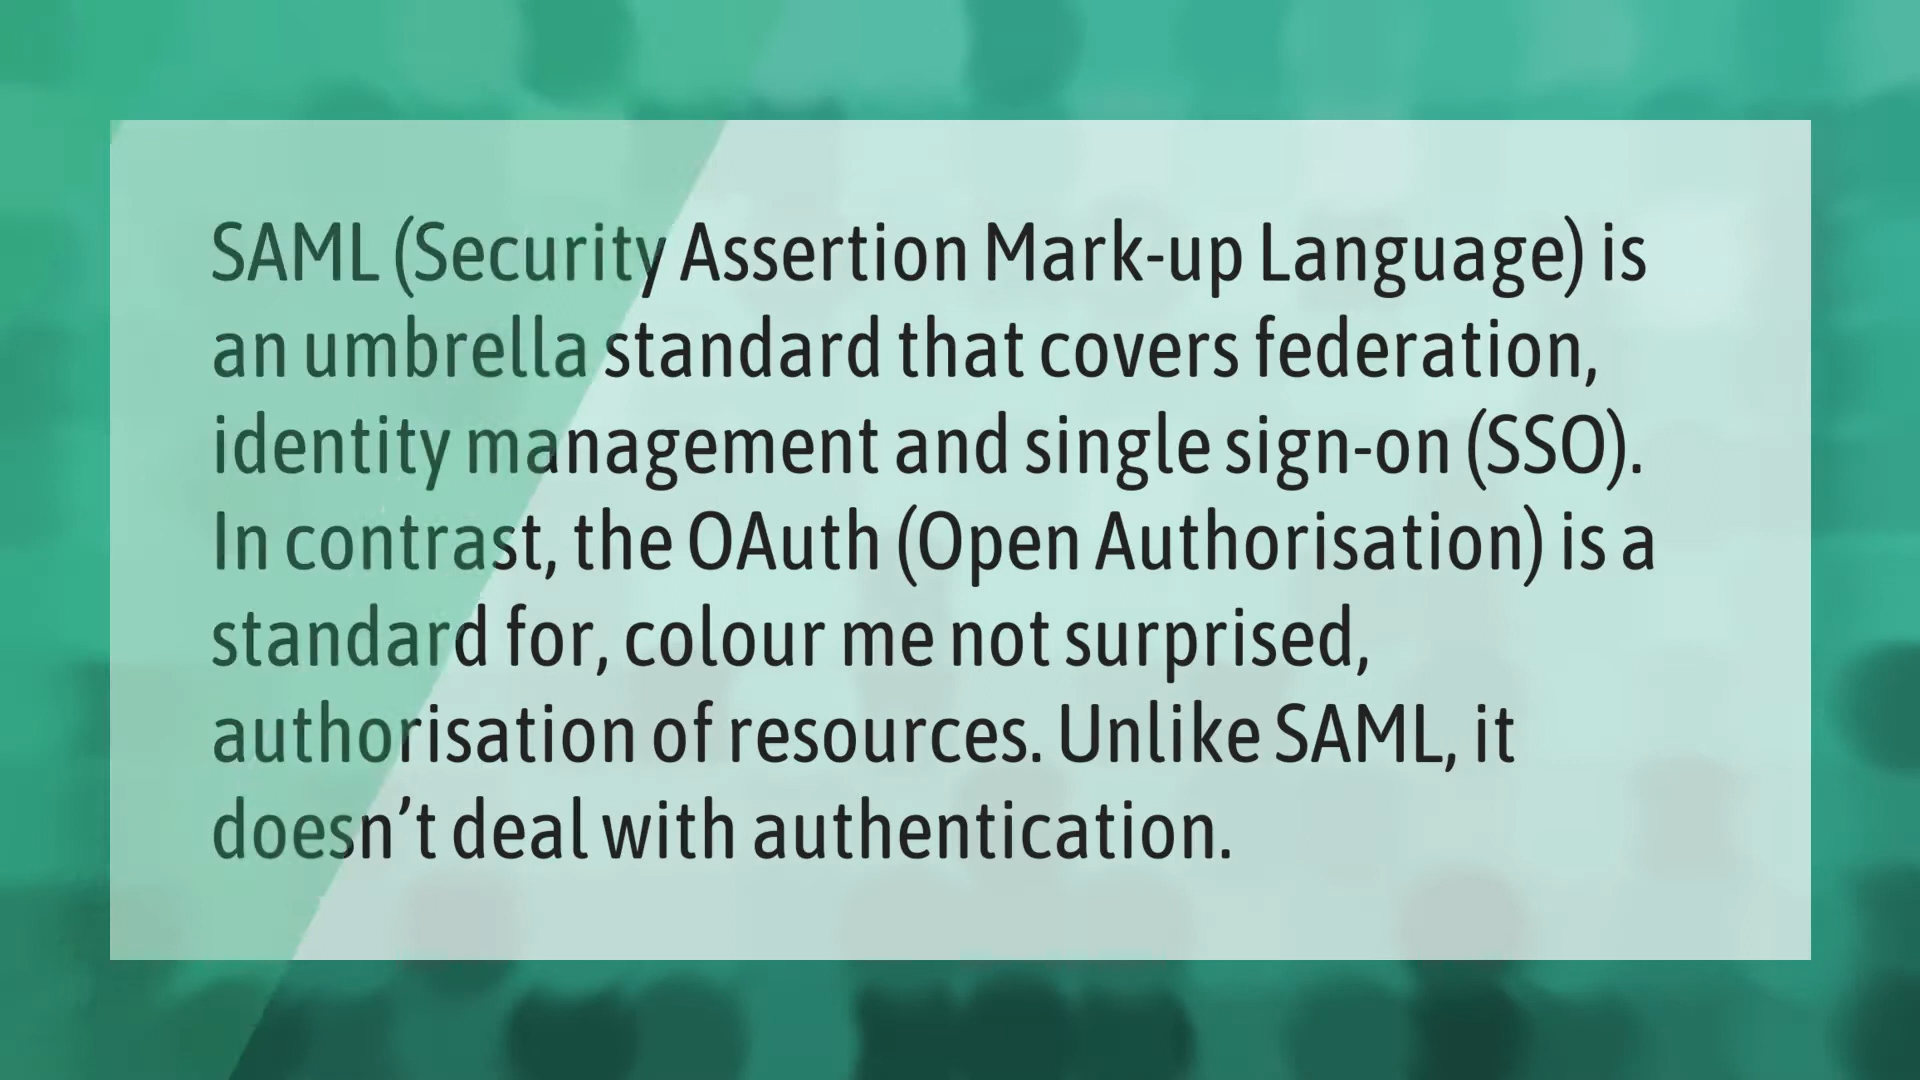 SAML (Security Assertion Mark-up Language) is
an umbrella standard that covers federation,
identity management and single sign-on (SSO).
In contrast, the OAuth (Open Authorisation) is a
standard for, colour me not surprised,
authorisation of resources. Unlike SAML, it
doesn’t deal with authentication.